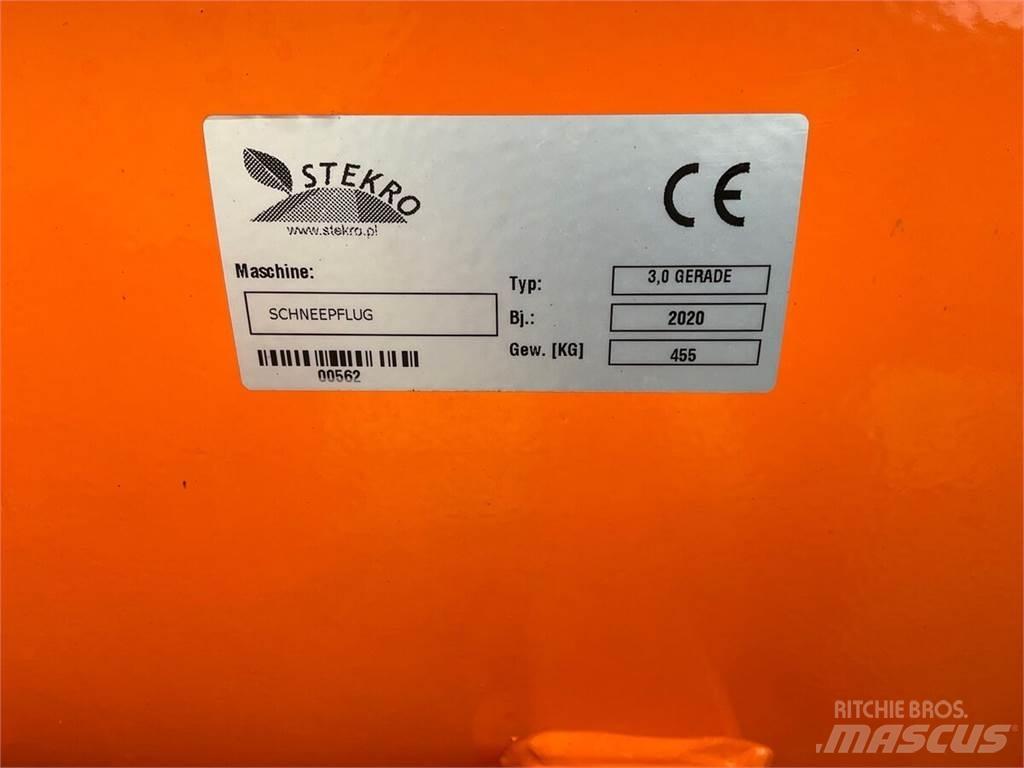 STEKRO
www.stekro.pl
CE
Maschine:
SCHNEEPFLUG
00562
Typ: 3,0 GERADE
Bj.: 2020
Gew. [KG] 455
RITCHIE BROS.
MASCUS